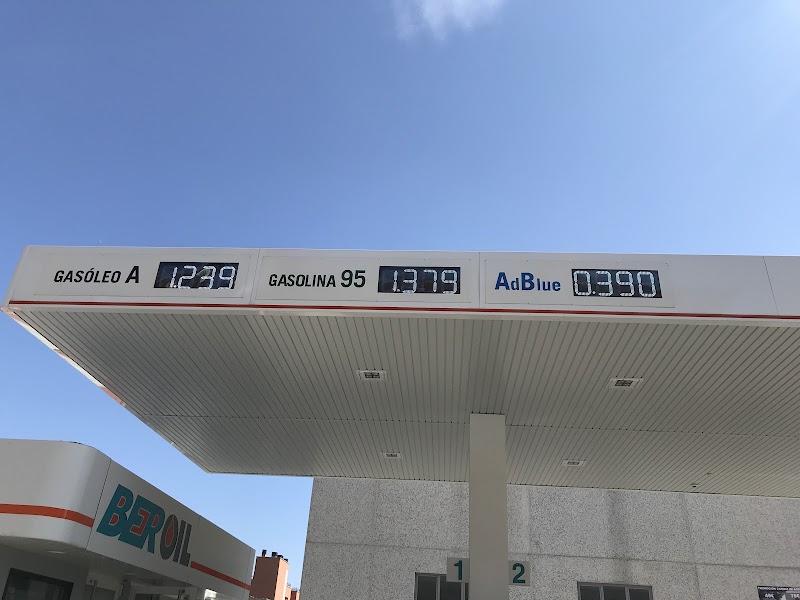 GASÓLEO A 1.239
GASOLINA 95 1.379
AdBlue 0.390
BEROIL
1 2